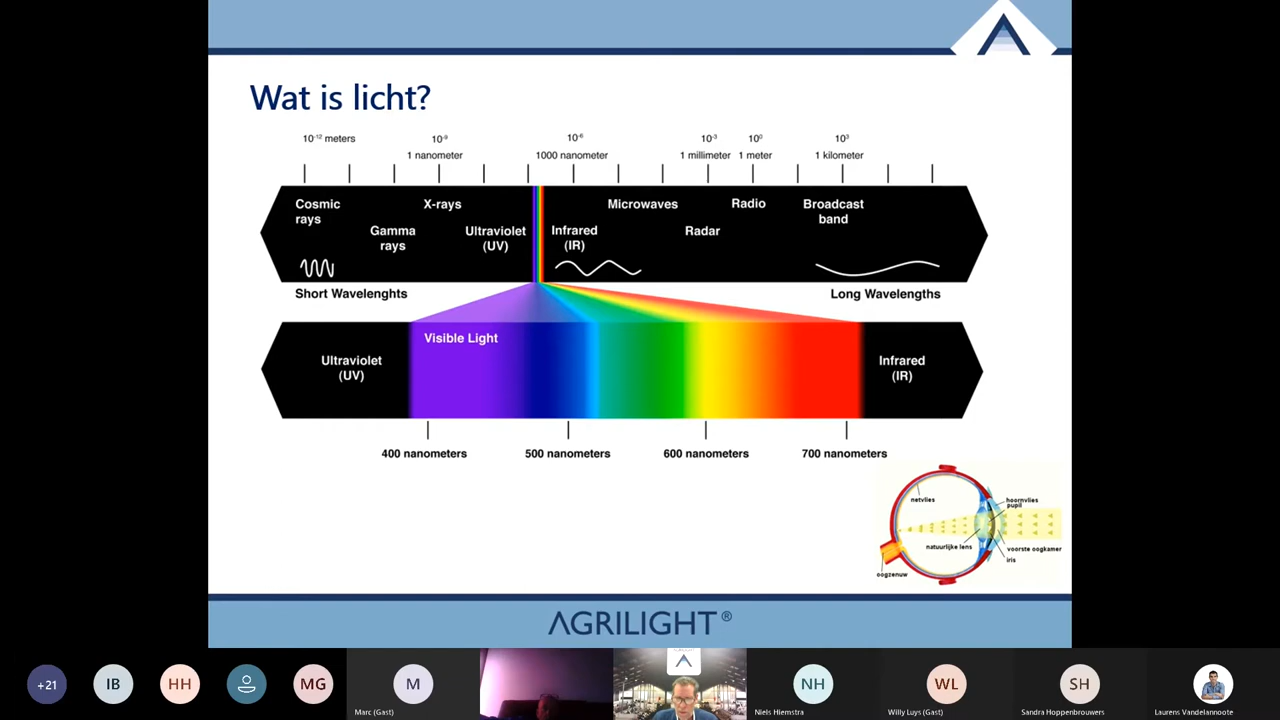 Wat is licht?
10⁻¹² meters
10⁻⁹
1 nanometer
10⁻⁶
1000 nanometer
10⁻³
1 millimeter
10⁰
1 meter
10³
1 kilometer
Cosmic
rays
Gamma
rays
X-rays
Ultraviolet
(UV)
Infrared
(IR)
Microwaves
Radar
Radio
Broadcast
band
Short Wavelenghts
Long Wavelengths
Ultraviolet
(UV)
Visible Light
Infrared
(IR)
400 nanometers
500 nanometers
600 nanometers
700 nanometers
netvlies
hoornvlies
pupil
natuurlijke lens
voorste oogkamer
iris
oogzenuw
AGRILIGHT®
+21
IB
HH
MG
M
Marc (Gast)
NH
Niels Hiemstra
WL
Willy Luys (Gast)
SH
Sandra Hoppenbrouwers
Laurens Vandelannoote